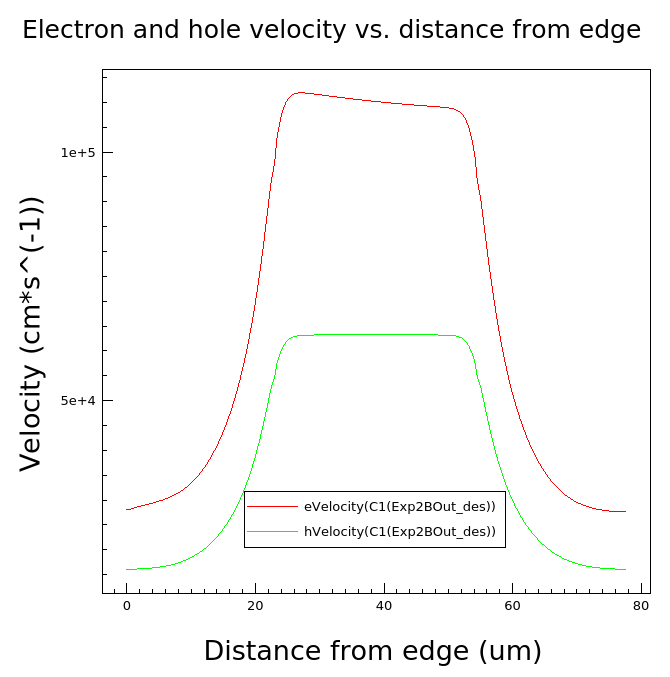 Electron and hole velocity vs. distance from edge
Velocity (cm*s^(-1))
1e+5
5e+4
eVelocity(C1(Exp2BOut_des))
hVelocity(C1(Exp2BOut_des))
0 20 40 60 80
Distance from edge (um)